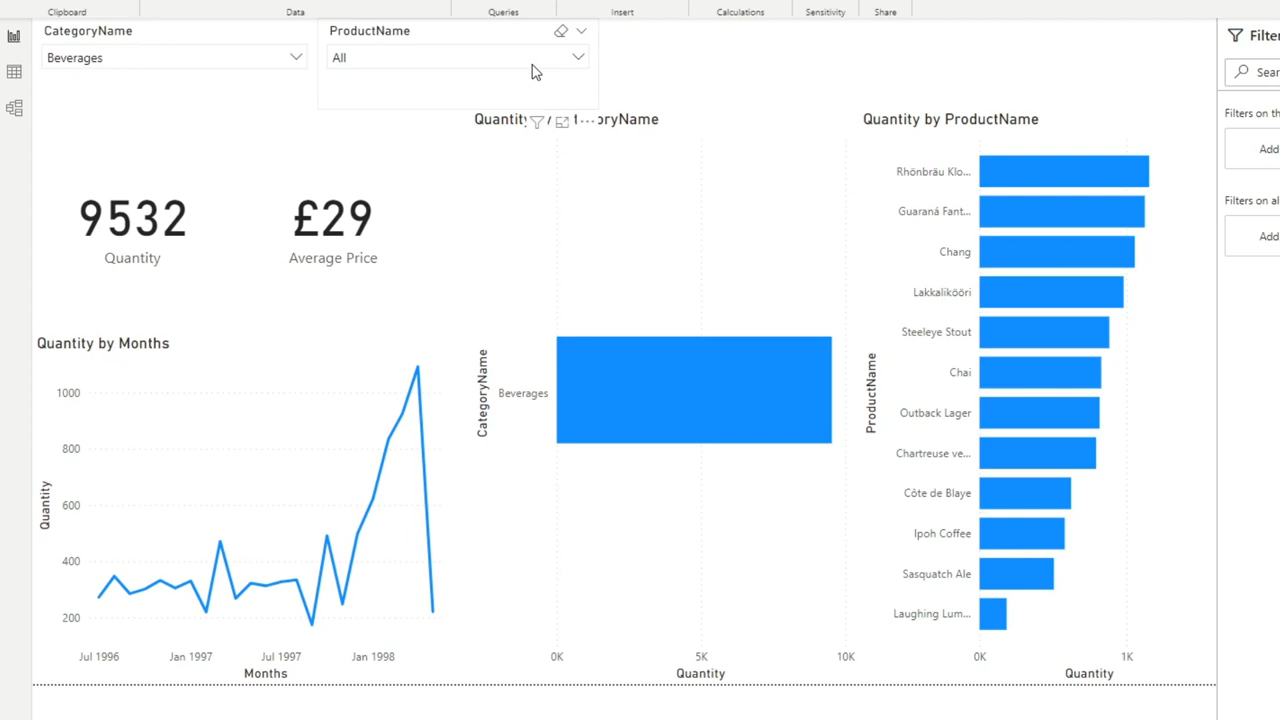 Clipboard Data Queries Insert Calculations Sensitivity Share
CategoryName
Beverages
ProductName
All
Filter
Sear
Filters on th
Add
Filters on al
Add
9532
Quantity
£29
Average Price
Quantity by Months
1000
800
600
400
200
Quantity
Jul 1996 Jan 1997 Jul 1997 Jan 1998
Months
Quantity oryName
CategoryName
Beverages
0K 5K 10K
Quantity
Quantity by ProductName
ProductName
Rhönbräu Klo...
Guaraná Fant...
Chang
Lakkalikööri
Steeleye Stout
Chai
Outback Lager
Chartreuse ve...
Côte de Blaye
Ipoh Coffee
Sasquatch Ale
Laughing Lum...
0K 1K
Quantity